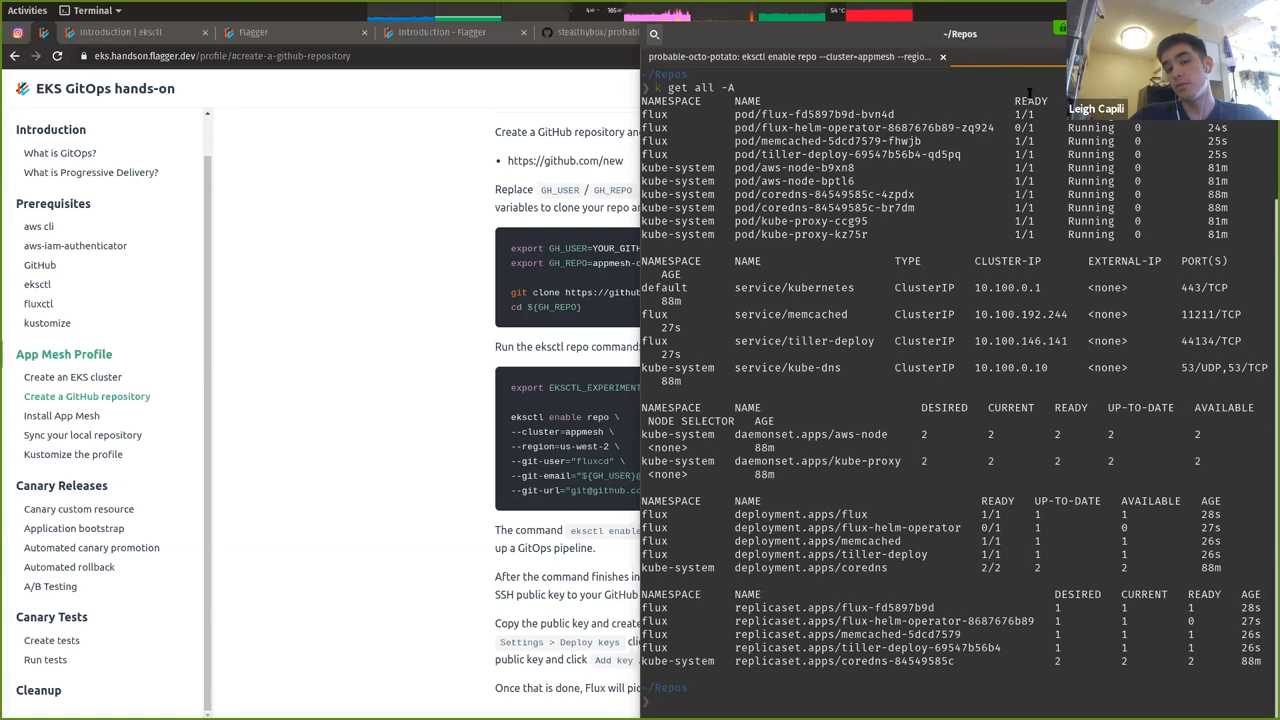 Activities
Terminal
54 °C
Introduction | eksctl
Flagger
Introduction - Flagger
stealthybox/probabl
eks.handson.flagger.dev/profile/#create-a-github-repository
EKS GitOps hands-on
Introduction
What is GitOps?
What is Progressive Delivery?
Prerequisites
aws cli
aws-iam-authenticator
GitHub
eksctl
fluxctl
kustomize
App Mesh Profile
Create an EKS cluster
Create a GitHub repository
Install App Mesh
Sync your local repository
Kustomize the profile
Canary Releases
Canary custom resource
Application bootstrap
Automated canary promotion
Automated rollback
A/B Testing
Canary Tests
Create tests
Run tests
Cleanup
Create a GitHub repository and
https://github.com/new
Replace GH_USER / GH_REPO
variables to clone your repo a
export GH_USER=YOUR_GITH
export GH_REPO=appmesh-d
git clone https://github
cd ${GH_REPO}
Run the eksctl repo command:
export EKSCTL_EXPERIMENT
eksctl enable repo \
--cluster=appmesh \
--region=us-west-2 \
--git-user="fluxcd" \
--git-email="${GH_USER}@
--git-url="git@github.co
The command eksctl enable
up a GitOps pipeline.
After the command finishes in
SSH public key to your GitHub
Copy the public key and create
Settings > Deploy keys cli
public key and click Add key
Once that is done, Flux will pic
~/Repos
probable-octo-potato: eksctl enable repo --cluster=appmesh --regio...
Leigh Capili
~/Repos
❯ k get all -A
NAMESPACE NAME READY
flux pod/flux-fd5897b9d-bvn4d 1/1
flux pod/flux-helm-operator-8687676b89-zq924 0/1 Running 0 24s
flux pod/memcached-5dcd7579-fhwjb 1/1 Running 0 25s
flux pod/tiller-deploy-69547b56b4-qd5pq 1/1 Running 0 25s
kube-system pod/aws-node-b9xn8 1/1 Running 0 81m
kube-system pod/aws-node-bptl6 1/1 Running 0 81m
kube-system pod/coredns-84549585c-4zpdx 1/1 Running 0 88m
kube-system pod/coredns-84549585c-br7dm 1/1 Running 0 88m
kube-system pod/kube-proxy-ccg95 1/1 Running 0 81m
kube-system pod/kube-proxy-kz75r 1/1 Running 0 81m
NAMESPACE NAME TYPE CLUSTER-IP EXTERNAL-IP PORT(S)
AGE
default service/kubernetes ClusterIP 10.100.0.1 <none> 443/TCP
88m
flux service/memcached ClusterIP 10.100.192.244 <none> 11211/TCP
27s
flux service/tiller-deploy ClusterIP 10.100.146.141 <none> 44134/TCP
27s
kube-system service/kube-dns ClusterIP 10.100.0.10 <none> 53/UDP,53/TCP
88m
NAMESPACE NAME DESIRED CURRENT READY UP-TO-DATE AVAILABLE
NODE SELECTOR AGE
kube-system daemonset.apps/aws-node 2 2 2 2 2
<none> 88m
kube-system daemonset.apps/kube-proxy 2 2 2 2 2
<none> 88m
NAMESPACE NAME READY UP-TO-DATE AVAILABLE AGE
flux deployment.apps/flux 1/1 1 1 28s
flux deployment.apps/flux-helm-operator 0/1 1 0 27s
flux deployment.apps/memcached 1/1 1 1 26s
flux deployment.apps/tiller-deploy 1/1 1 1 26s
kube-system deployment.apps/coredns 2/2 2 2 88m
NAMESPACE NAME DESIRED CURRENT READY AGE
flux replicaset.apps/flux-fd5897b9d 1 1 1 28s
flux replicaset.apps/flux-helm-operator-8687676b89 1 1 0 27s
flux replicaset.apps/memcached-5dcd7579 1 1 1 26s
flux replicaset.apps/tiller-deploy-69547b56b4 1 1 1 26s
kube-system replicaset.apps/coredns-84549585c 2 2 2 88m
~/Repos
❯